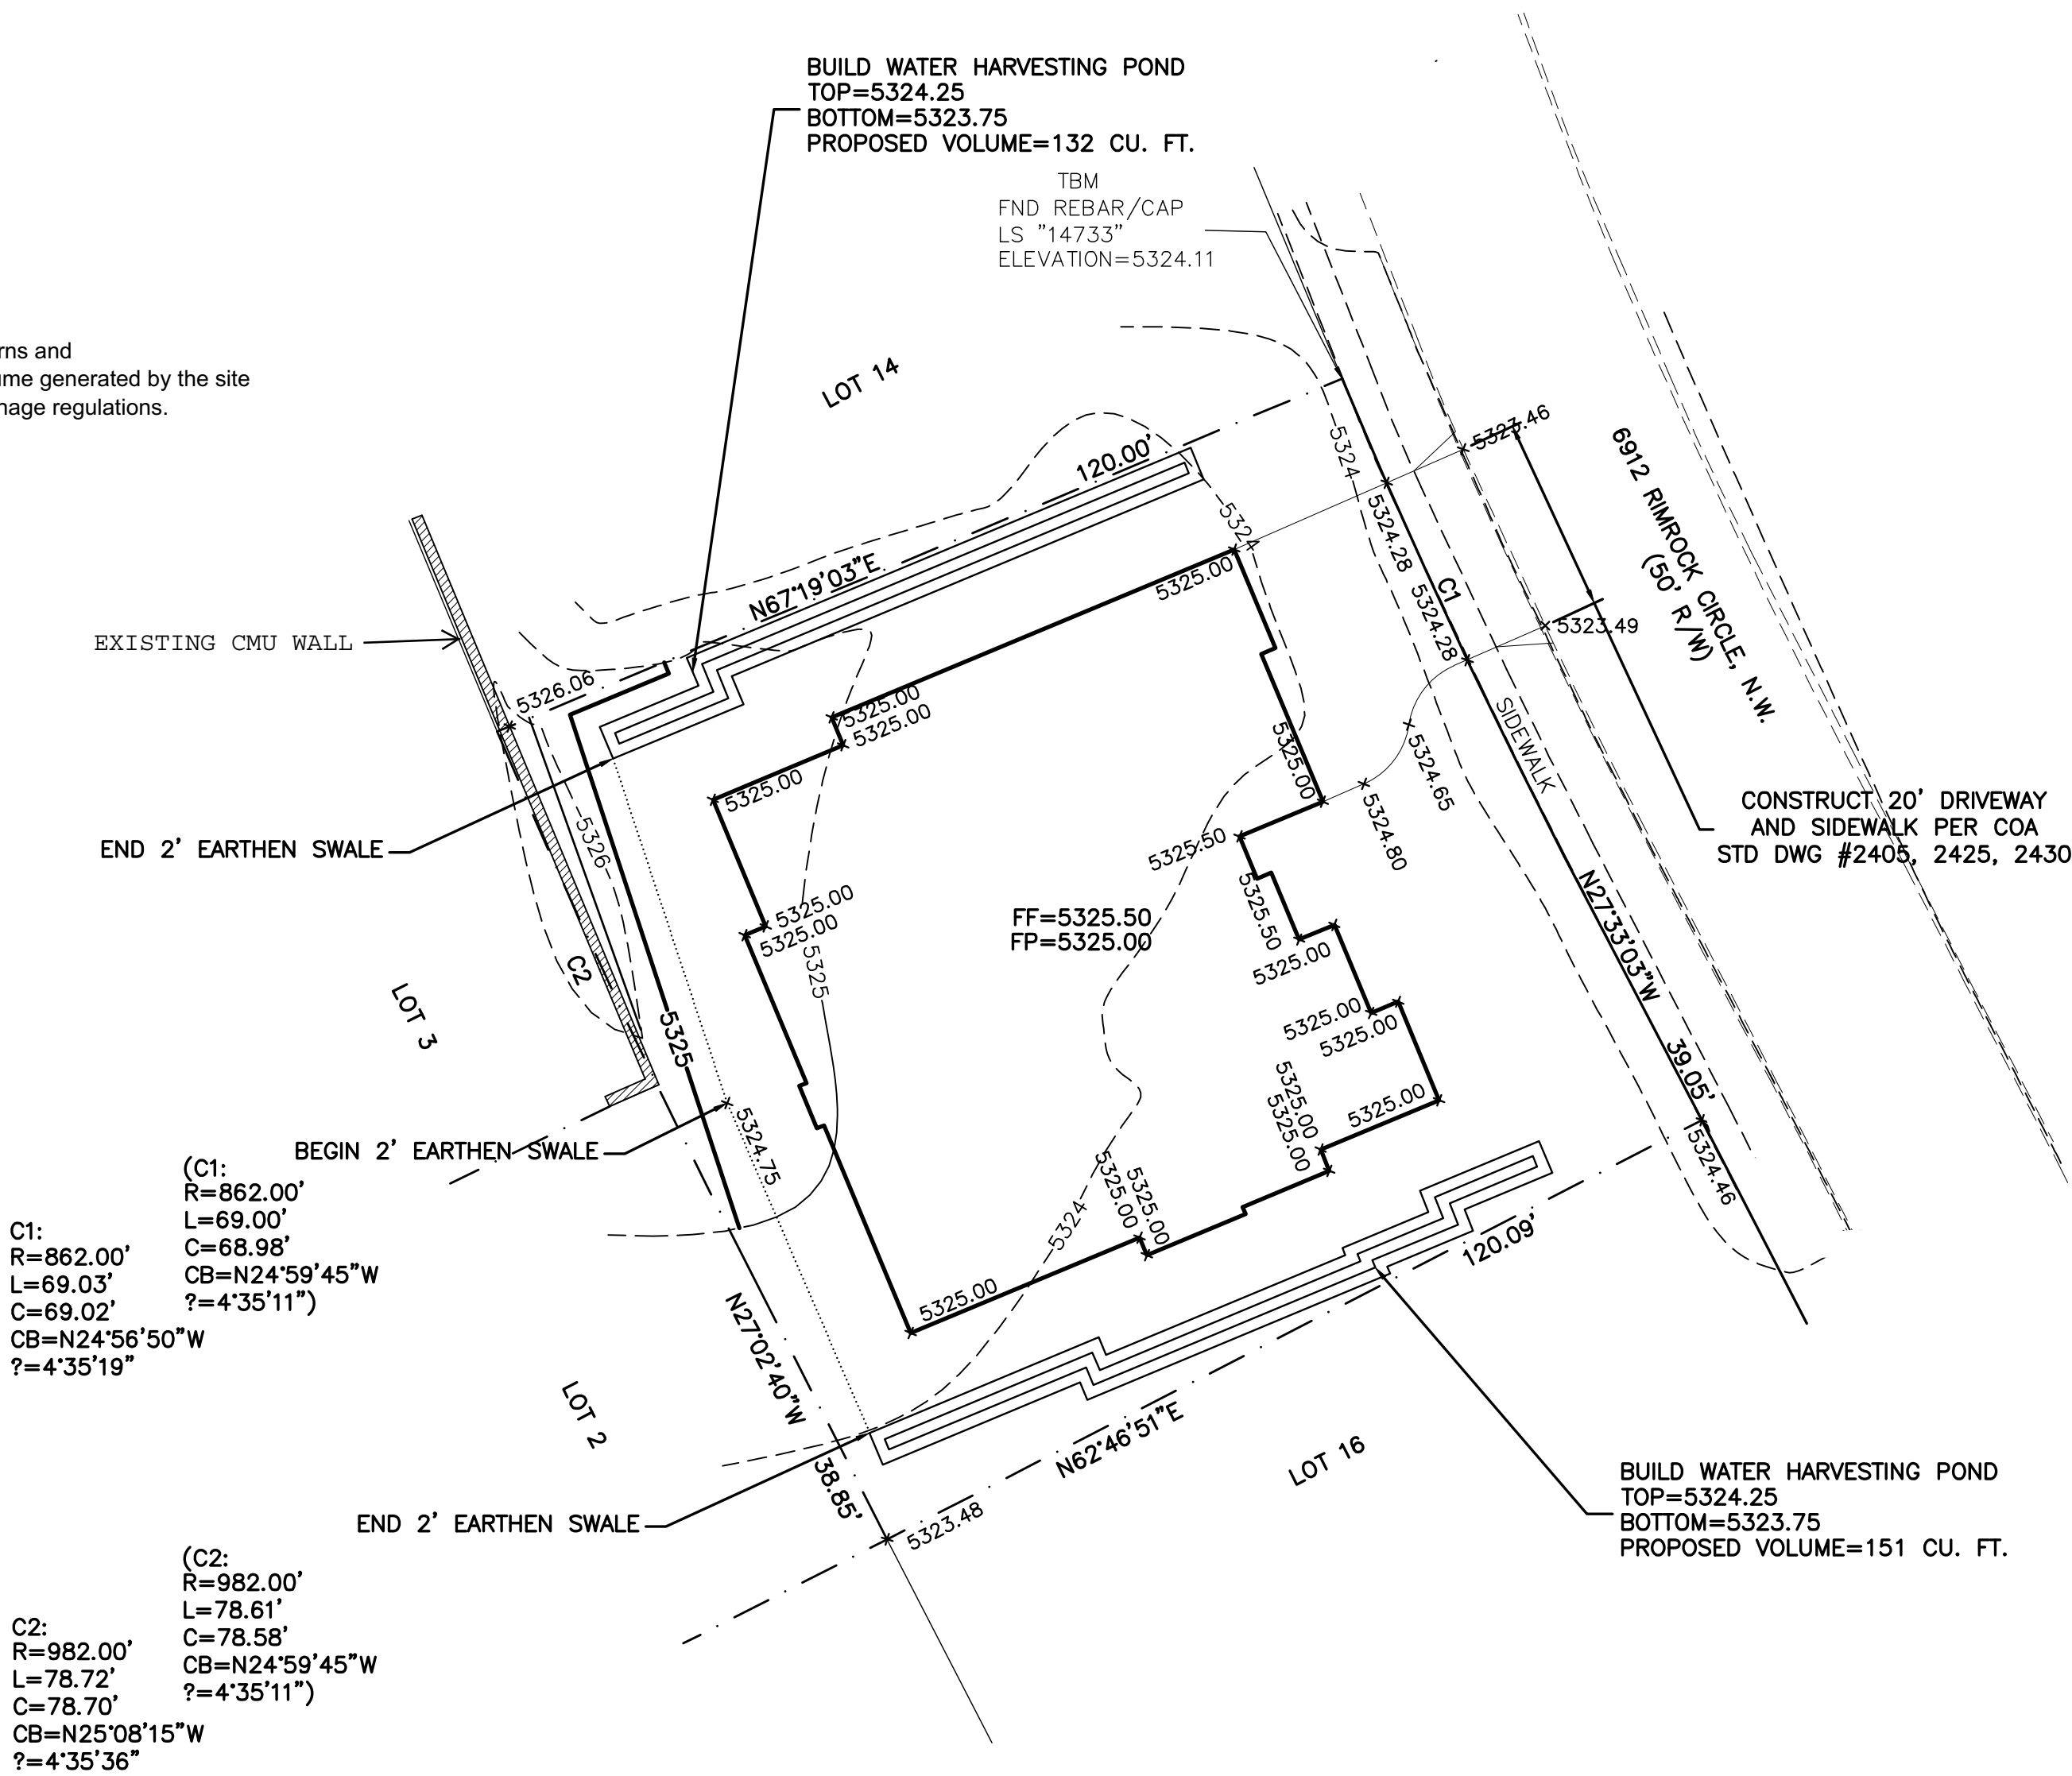 BUILD WATER HARVESTING POND
TOP=5324.25
BOTTOM=5323.75
PROPOSED VOLUME=132 CU. FT.
TBM
FND REBAR/CAP
LS "14733"
ELEVATION=5324.11
rns and
ume generated by the site
nage regulations.
LOT 14
120.00'
N67°19'03"E
5324
5324
5323.46
5324.28
5324.28
C1
5323.49
6912 RIMROCK CIRCLE, N.W.
(50' R/W)
EXISTING CMU WALL
5326.06
5325.00
5325.00
5325.00
5325.00
5325.00
5324.65
5324.80
SIDEWALK
CONSTRUCT 20' DRIVEWAY
AND SIDEWALK PER COA
STD DWG #2405, 2425, 2430
END 2' EARTHEN SWALE
5326
5325.50
5325.50
5325.00
5325.00
5325
FF=5325.50
FP=5325.00
5325.00
5325.00
5325.00
5325.00
5325.00
5325.00
N27°33'03"W
39.05'
5324.46
C2
LOT 3
5325
BEGIN 2' EARTHEN SWALE
5324.75
5325.00
5325.00
5324
5325.00
120.09'
N27°02'40"W
38.85'
LOT 2
N62°46'51"E
LOT 16
5323.48
END 2' EARTHEN SWALE
BUILD WATER HARVESTING POND
TOP=5324.25
BOTTOM=5323.75
PROPOSED VOLUME=151 CU. FT.
(C1:
R=862.00'
L=69.00'
C=68.98'
CB=N24°59'45"W
?=4°35'11")
C1:
R=862.00'
L=69.03'
C=69.02'
CB=N24°56'50"W
?=4°35'19"
(C2:
R=982.00'
L=78.61'
C=78.58'
CB=N24°59'45"W
?=4°35'11")
C2:
R=982.00'
L=78.72'
C=78.70'
CB=N25°08'15"W
?=4°35'36"